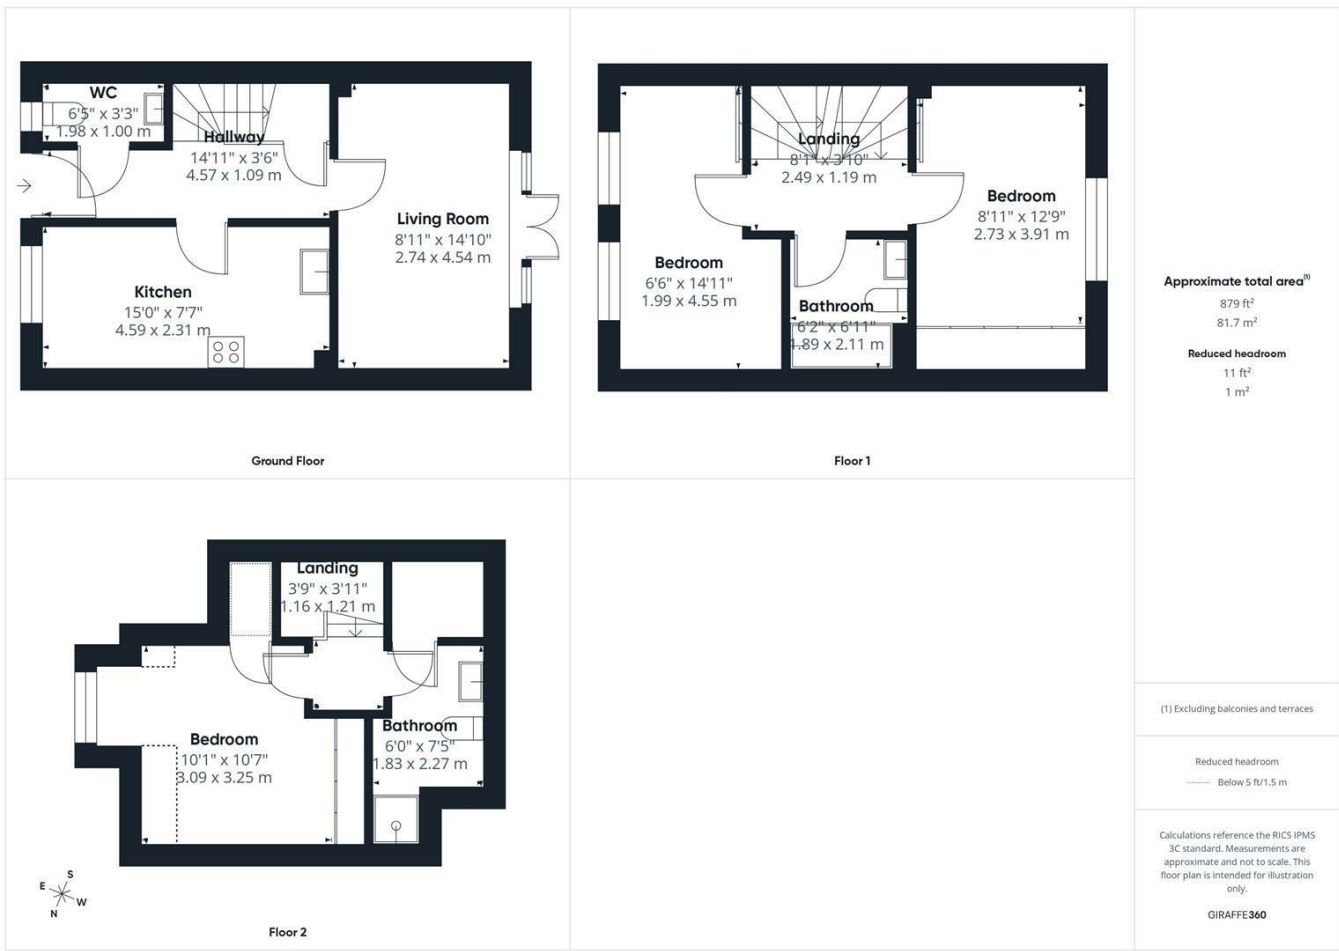 WC
6'5" x 3'3"
1.98 x 1.00 m
Hallway
14'11" x 3'6"
4.57 x 1.09 m
Living Room
8'11" x 14'10"
2.74 x 4.54 m
Kitchen
15'0" x 7'7"
4.59 x 2.31 m
Ground Floor
Landing
8'1" x 3'10"
2.49 x 1.19 m
Bedroom
8'11" x 12'9"
2.73 x 3.91 m
Bedroom
6'6" x 14'11"
1.99 x 4.55 m
Bathroom
6'2" x 6'11"
1.89 x 2.11 m
Floor 1
Landing
3'9" x 3'11"
1.16 x 1.21 m
Bedroom
10'1" x 10'7"
3.09 x 3.25 m
Bathroom
6'0" x 7'5"
1.83 x 2.27 m
S
E
W
N
Floor 2
Approximate total area(1)
879 ft²
81.7 m²
Reduced headroom
11 ft²
1 m²
(1) Excluding balconies and terraces
Reduced headroom
Below 5 ft/1.5 m
Calculations reference the RICS IPMS
3C standard. Measurements are
approximate and not to scale. This
floor plan is intended for illustration
only.
GIRAFFE360